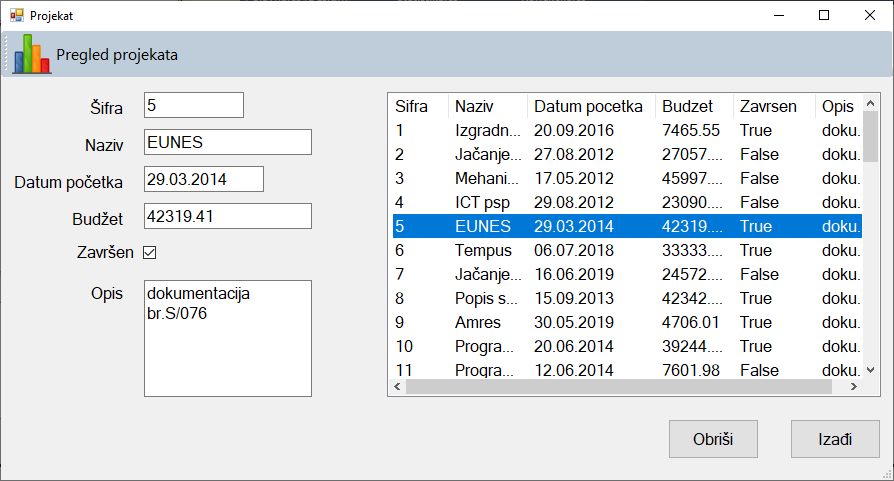 Projekat
Pregled projekata
Šifra 5
Naziv EUNES
Datum početka 29.03.2014
Budžet 42319.41
Završen
Opis dokumentacija
br.S/076
Sifra Naziv Datum pocetka Budzet Zavrsen Opis
1 Izgradn... 20.09.2016 7465.55 True doku.
2 Jačanje... 27.08.2012 27057.... False doku.
3 Mehani... 17.05.2012 45997.... False doku.
4 ICT psp 29.08.2012 23090.... False doku.
5 EUNES 29.03.2014 42319.... True doku.
6 Tempus 06.07.2018 33333.... True doku.
7 Jačanje... 16.06.2019 24572.... False doku.
8 Popis s... 15.09.2013 42342.... True doku.
9 Amres 30.05.2019 4706.01 True doku.
10 Progra... 20.06.2014 39244.... True doku.
11 Progra... 12.06.2014 7601.98 False doku.
Obriši Izađi